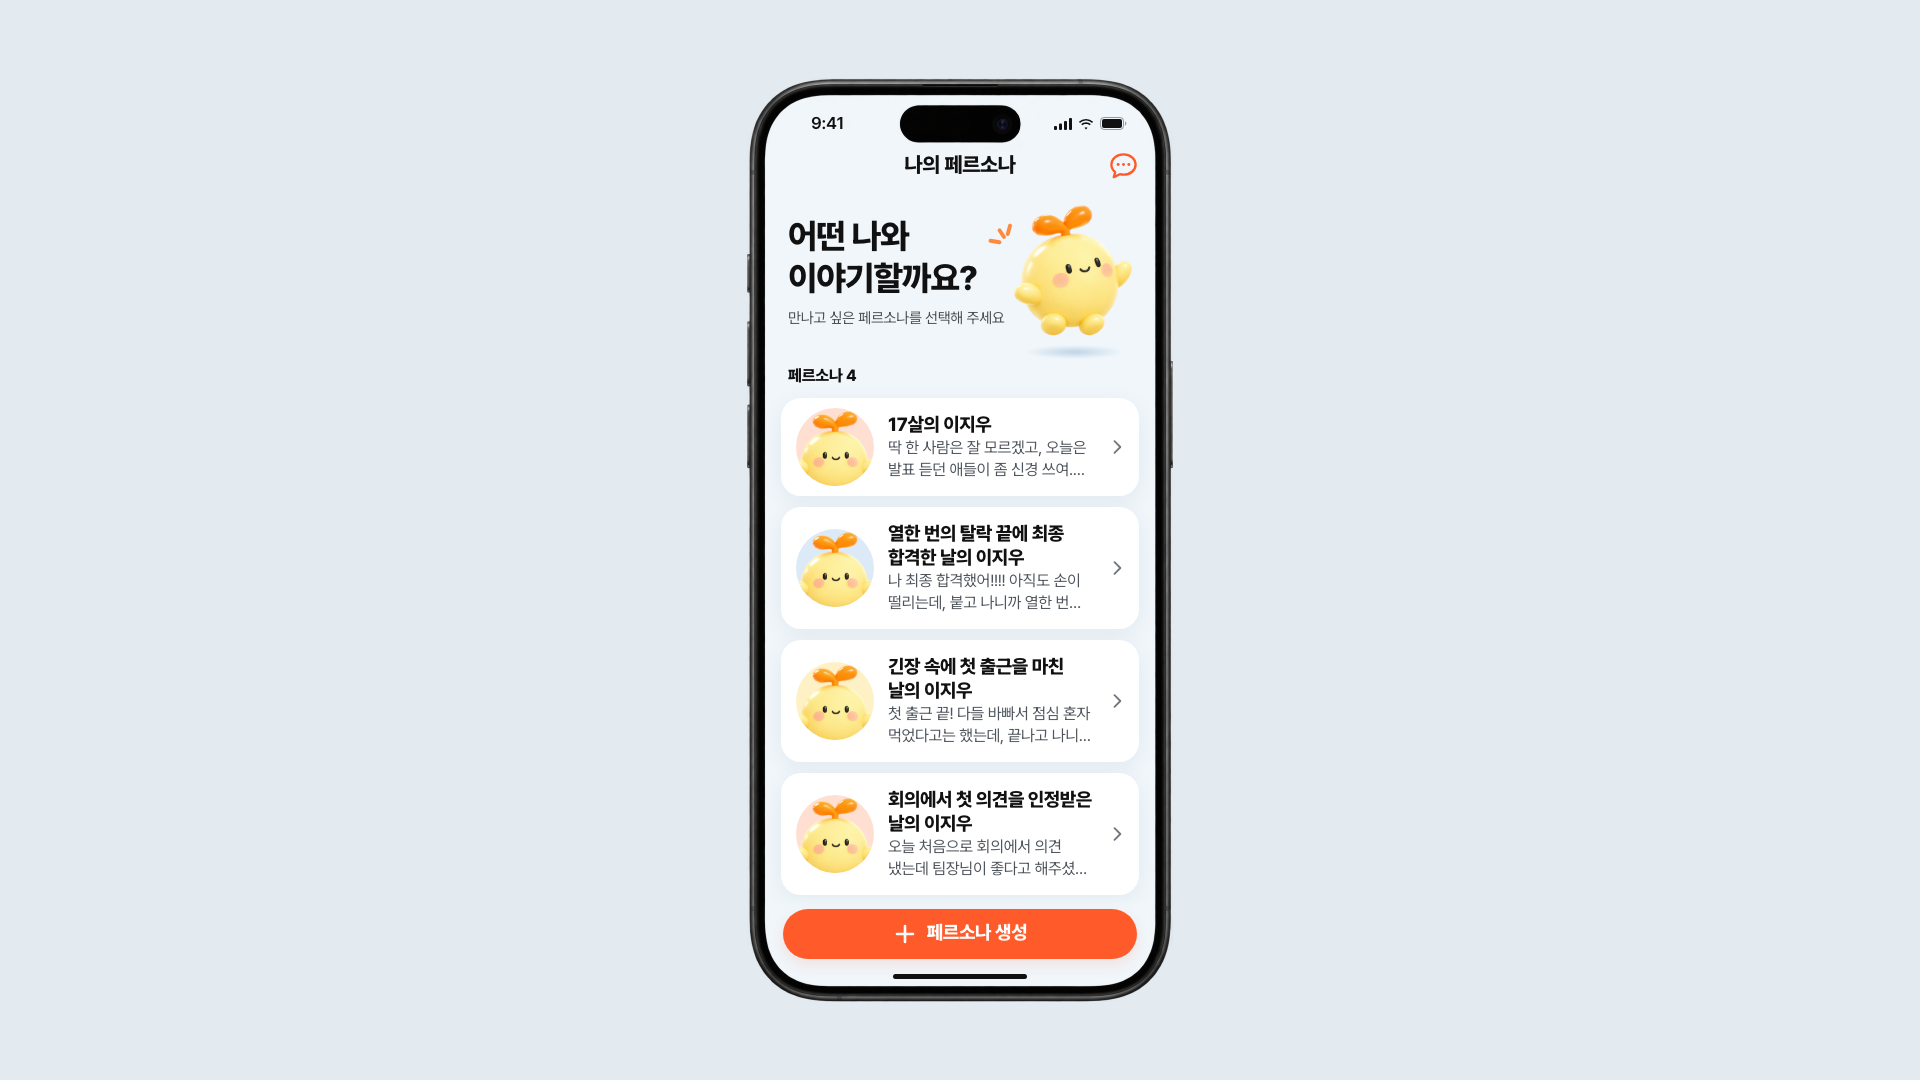 9:41
나의 페르소나
어떤 나와
이야기할까요?
만나고 싶은 페르소나를 선택해 주세요
페르소나 4
17살의 이지우
딱 한 사람은 잘 모르겠고, 오늘은
발표 듣던 애들이 좀 신경 쓰여....
열한 번의 탈락 끝에 최종
합격한 날의 이지우
나 최종 합격했어!!!! 아직도 손이
떨리는데, 붙고 나니까 열한 번...
긴장 속에 첫 출근을 마친
날의 이지우
첫 출근 끝! 다들 바빠서 점심 혼자
먹었다고는 했는데, 끝나고 나니...
회의에서 첫 의견을 인정받은
날의 이지우
오늘 처음으로 회의에서 의견
냈는데 팀장님이 좋다고 해주셨...
페르소나 생성